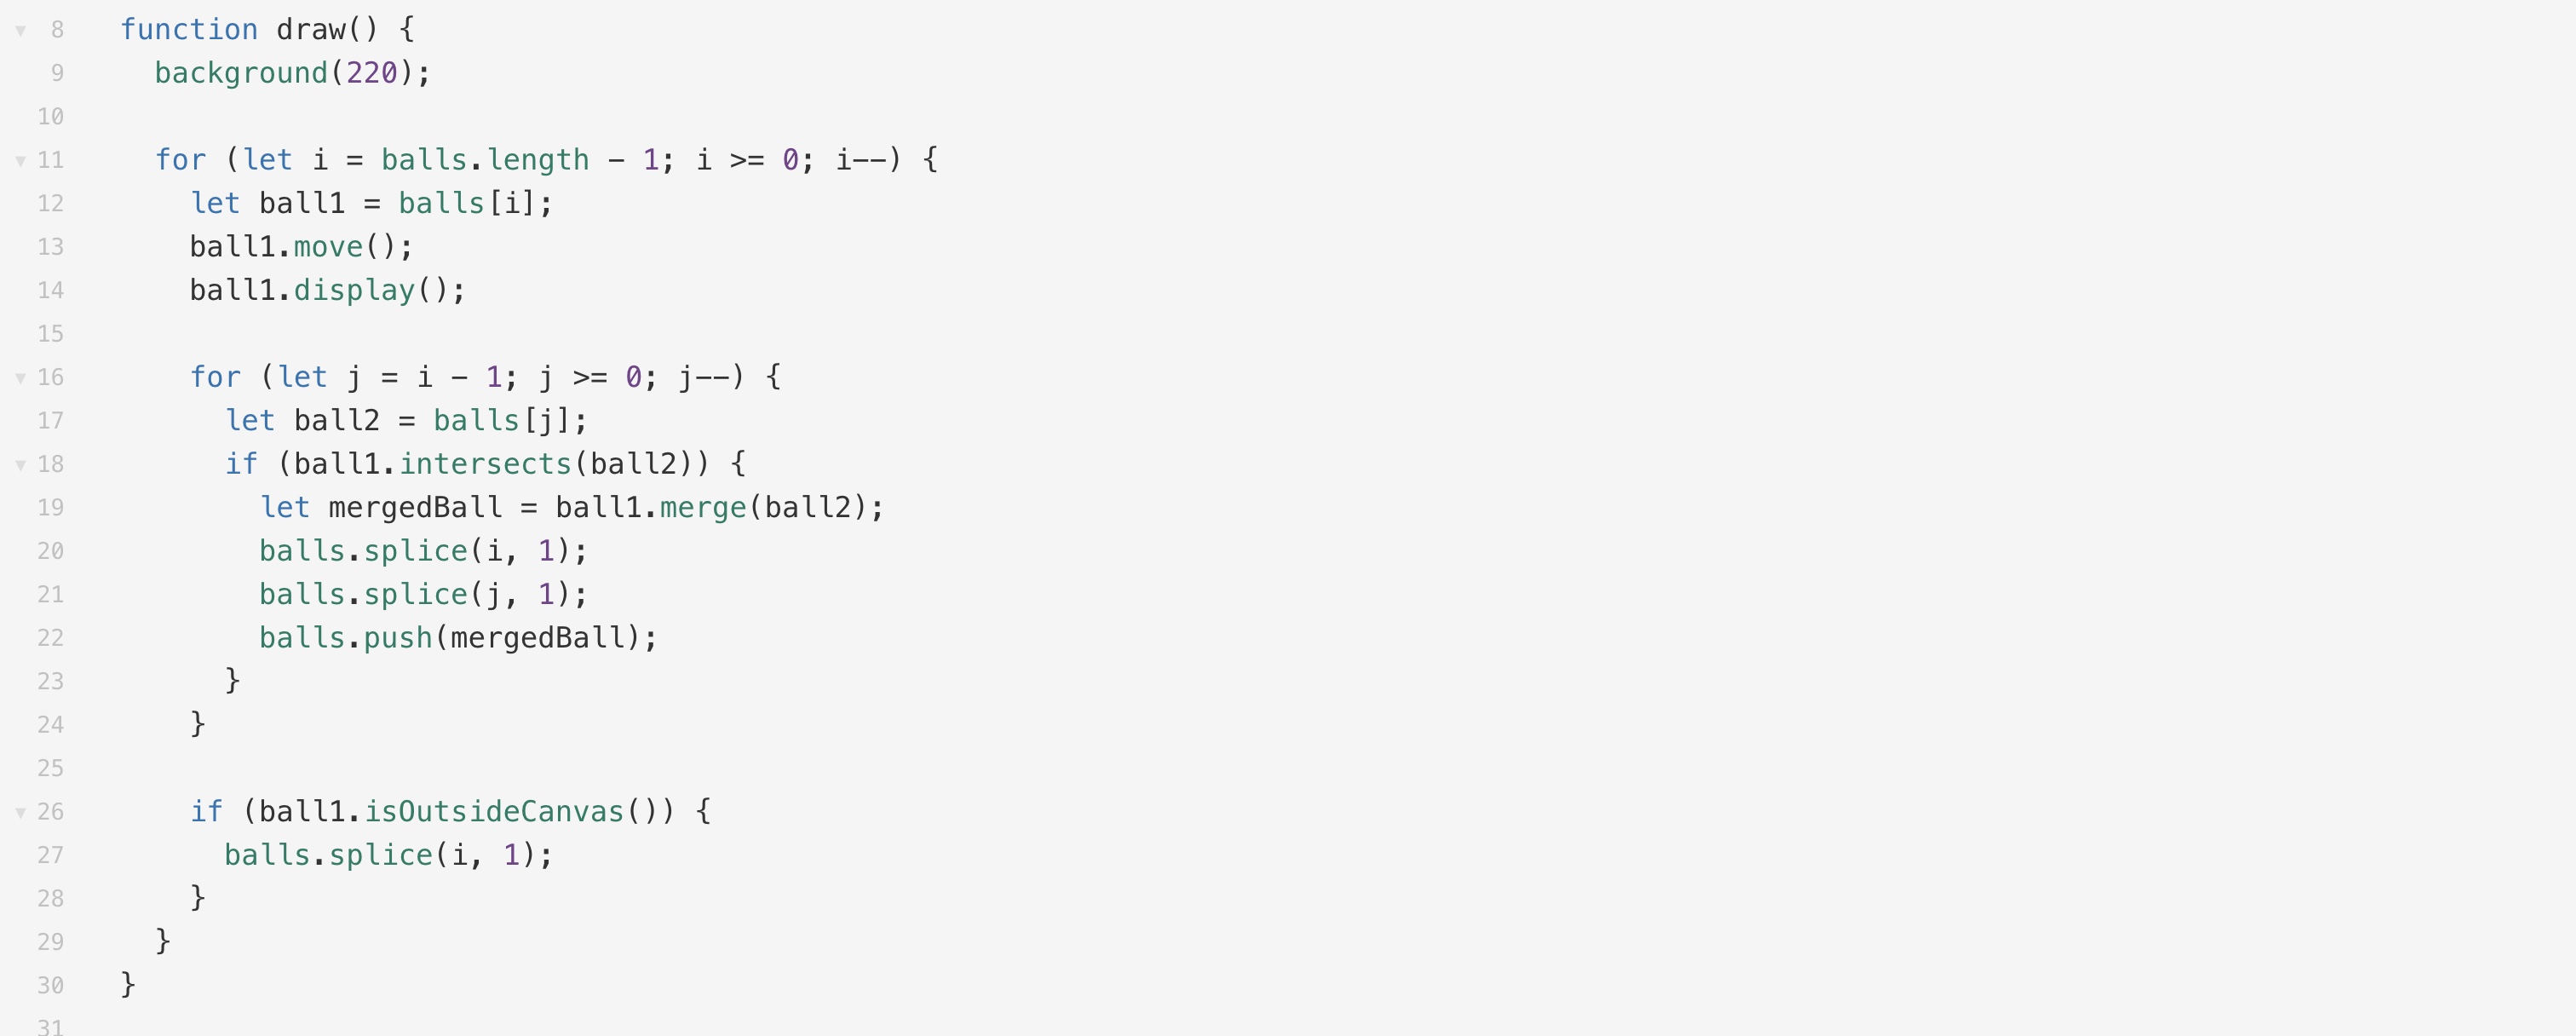 8 function draw() {
9   background(220);
10
11   for (let i = balls.length - 1; i >= 0; i--) {
12     let ball1 = balls[i];
13     ball1.move();
14     ball1.display();
15
16     for (let j = i - 1; j >= 0; j--) {
17       let ball2 = balls[j];
18       if (ball1.intersects(ball2)) {
19         let mergedBall = ball1.merge(ball2);
20         balls.splice(i, 1);
21         balls.splice(j, 1);
22         balls.push(mergedBall);
23       }
24     }
25
26     if (ball1.isOutsideCanvas()) {
27       balls.splice(i, 1);
28     }
29   }
30 }
31